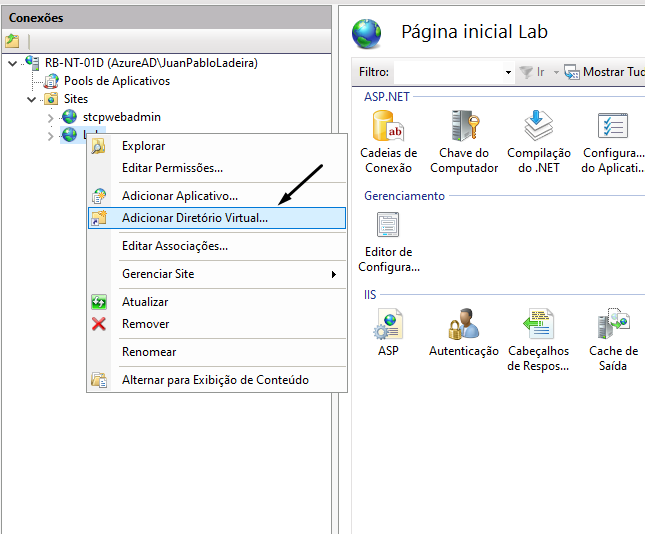 Conexões
RB-NT-01D (AzureAD\JuanPabloLadeira)
Pools de Aplicativos
Sites
stcpwebadmin
Explorar
Editar Permissões...
Adicionar Aplicativo...
Adicionar Diretório Virtual...
Editar Associações...
Gerenciar Site
Atualizar
Remover
Renomear
Alternar para Exibição de Conteúdo
Página inicial Lab
Filtro:
Ir
Mostrar Tud
ASP.NET
Cadeias de
Conexão
Chave do
Computador
Compilação
do .NET
Configura...
do Aplicati...
Gerenciamento
Editor de
Configura...
IIS
ASP
Autenticação
Cabeçalhos
de Respos...
Cache de
Saída